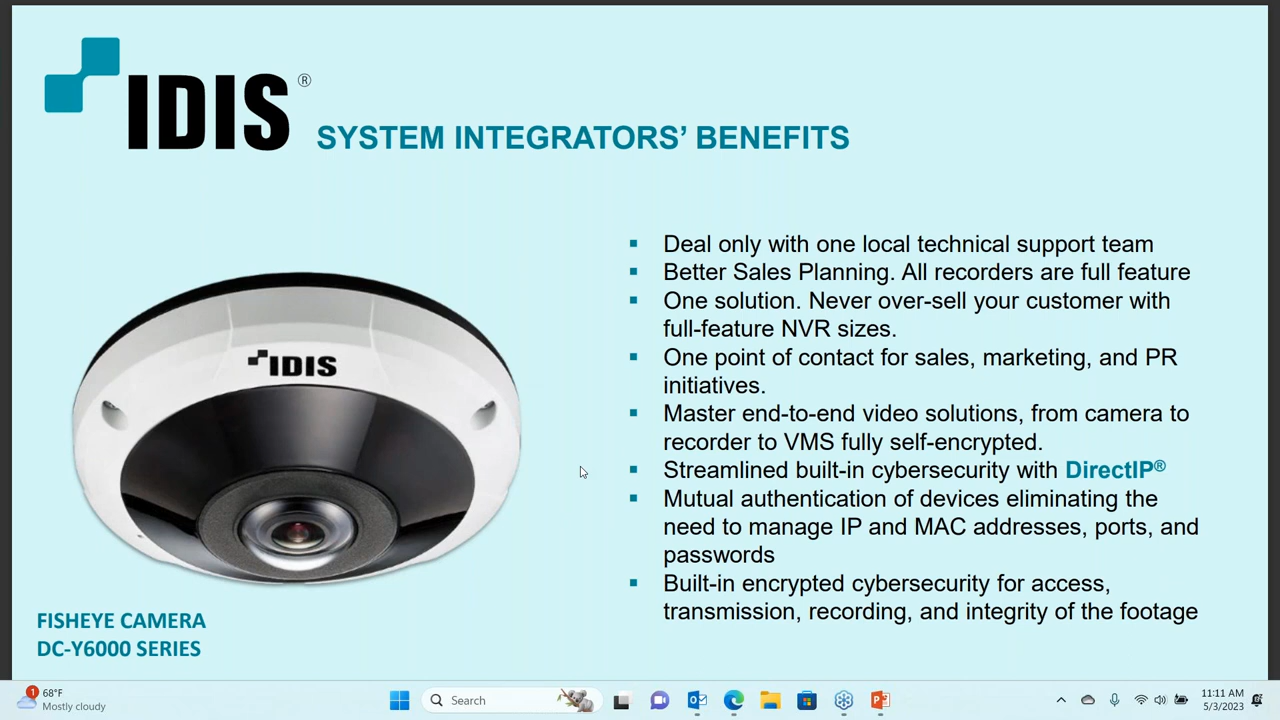 IDIS®
SYSTEM INTEGRATORS’ BENEFITS
IDIS
FISHEYE CAMERA
DC-Y6000 SERIES
▪ Deal only with one local technical support team
▪ Better Sales Planning. All recorders are full feature
▪ One solution. Never over-sell your customer with
full-feature NVR sizes.
▪ One point of contact for sales, marketing, and PR
initiatives.
▪ Master end-to-end video solutions, from camera to
recorder to VMS fully self-encrypted.
▪ Streamlined built-in cybersecurity with DirectIP®
▪ Mutual authentication of devices eliminating the
need to manage IP and MAC addresses, ports, and
passwords
▪ Built-in encrypted cybersecurity for access,
transmission, recording, and integrity of the footage
1
68°F
Mostly cloudy
Search
11:11 AM
5/3/2023